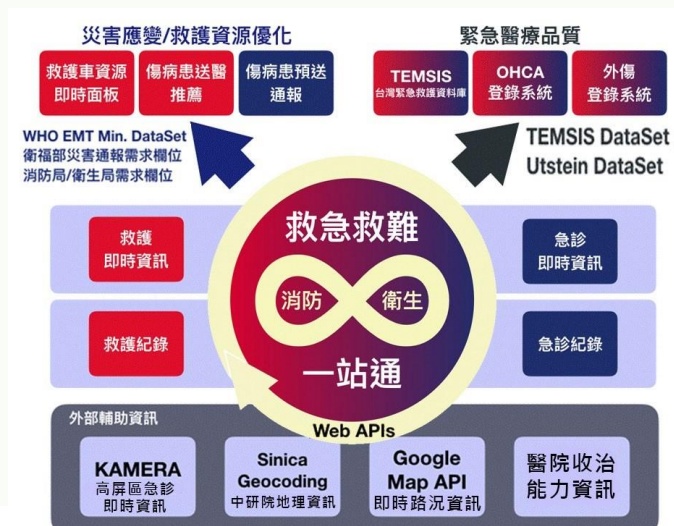 災害應變/救護資源優化
緊急醫療品質
救護車資源
即時面板
傷病患送醫
推薦
傷病患預送
通報
TEMSIS
台灣緊急救護資料庫
OHCA
登錄系統
外傷
登錄系統
WHO EMT Min. DataSet
衛福部災害通報需求欄位
消防局/衛生局需求欄位
TEMSIS DataSet
Utstein DataSet
救護
即時資訊
救急救難
消防
衛生
一站通
急診
即時資訊
救護紀錄
急診紀錄
外部輔助資訊
Web APIs
KAMERA
高屏區急診
即時資訊
Sinica
Geocoding
中研院地理資訊
Google
Map API
即時路況資訊
醫院收治
能力資訊